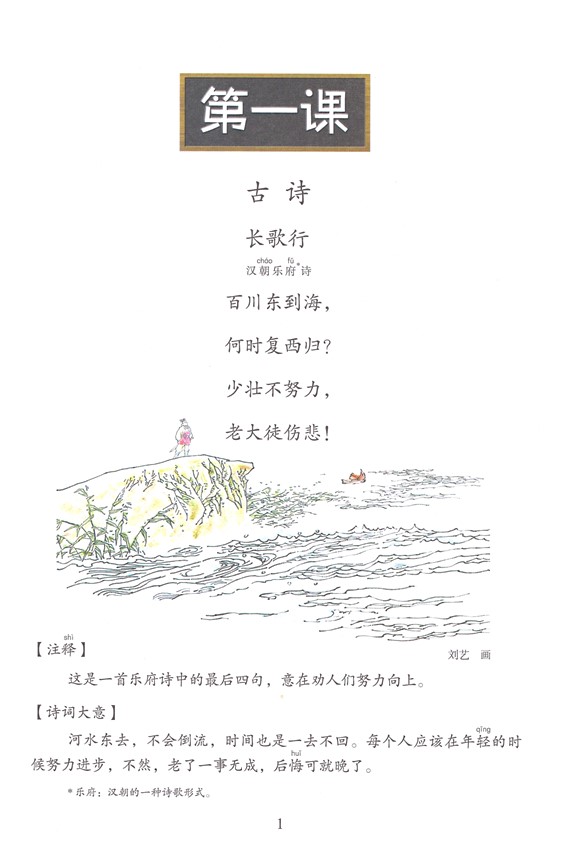 第一课
古诗
长歌行
cháo fǔ
汉朝乐府*诗
百川东到海，
何时复西归？
少壮不努力，
老大徒伤悲！
shì
【注释】
刘艺 画
这是一首乐府诗中的最后四句，意在劝人们努力向上。
【诗词大意】
qīng
河水东去，不会倒流，时间也是一去不回。每个人应该在年轻的时
huǐ
候努力进步，不然，老了一事无成，后悔可就晚了。
*乐府：汉朝的一种诗歌形式。
1